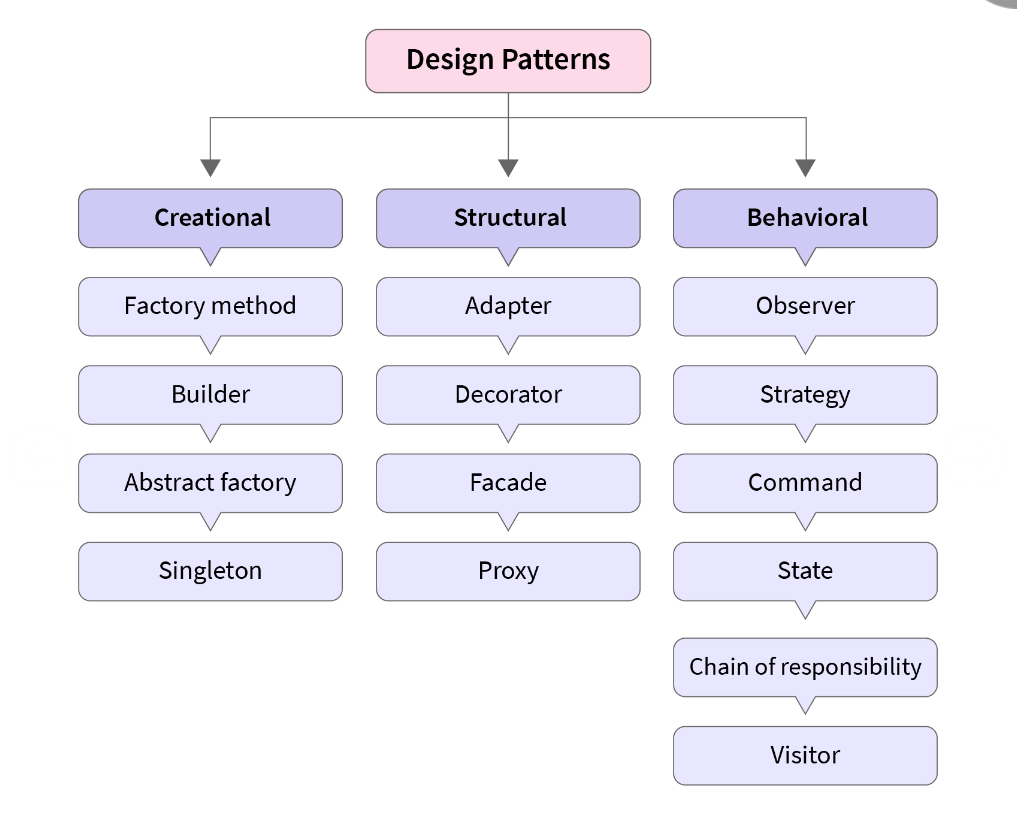 Design Patterns
Creational
Factory method
Builder
Abstract factory
Singleton
Structural
Adapter
Decorator
Facade
Proxy
Behavioral
Observer
Strategy
Command
State
Chain of responsibility
Visitor